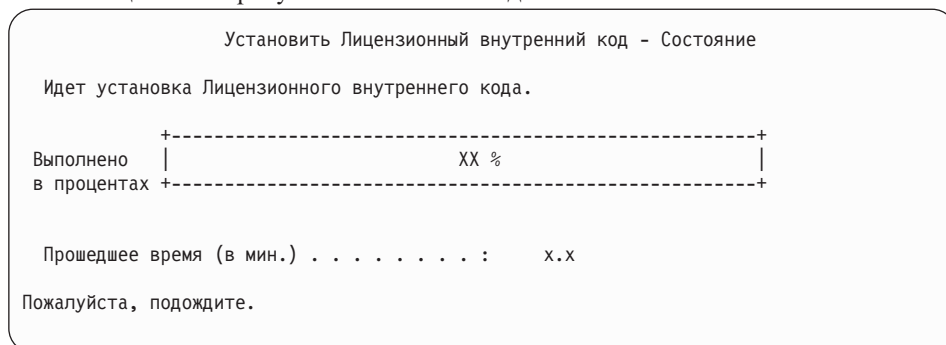 Установить Лицензионный внутренний код - Состояние
Идет установка Лицензионного внутреннего кода.
+-------------------------------------------------------+
Выполнено | XX % |
в процентах +-------------------------------------------------------+
Прошедшее время (в мин.) . . . . . . . . : x.x
Пожалуйста, подождите.